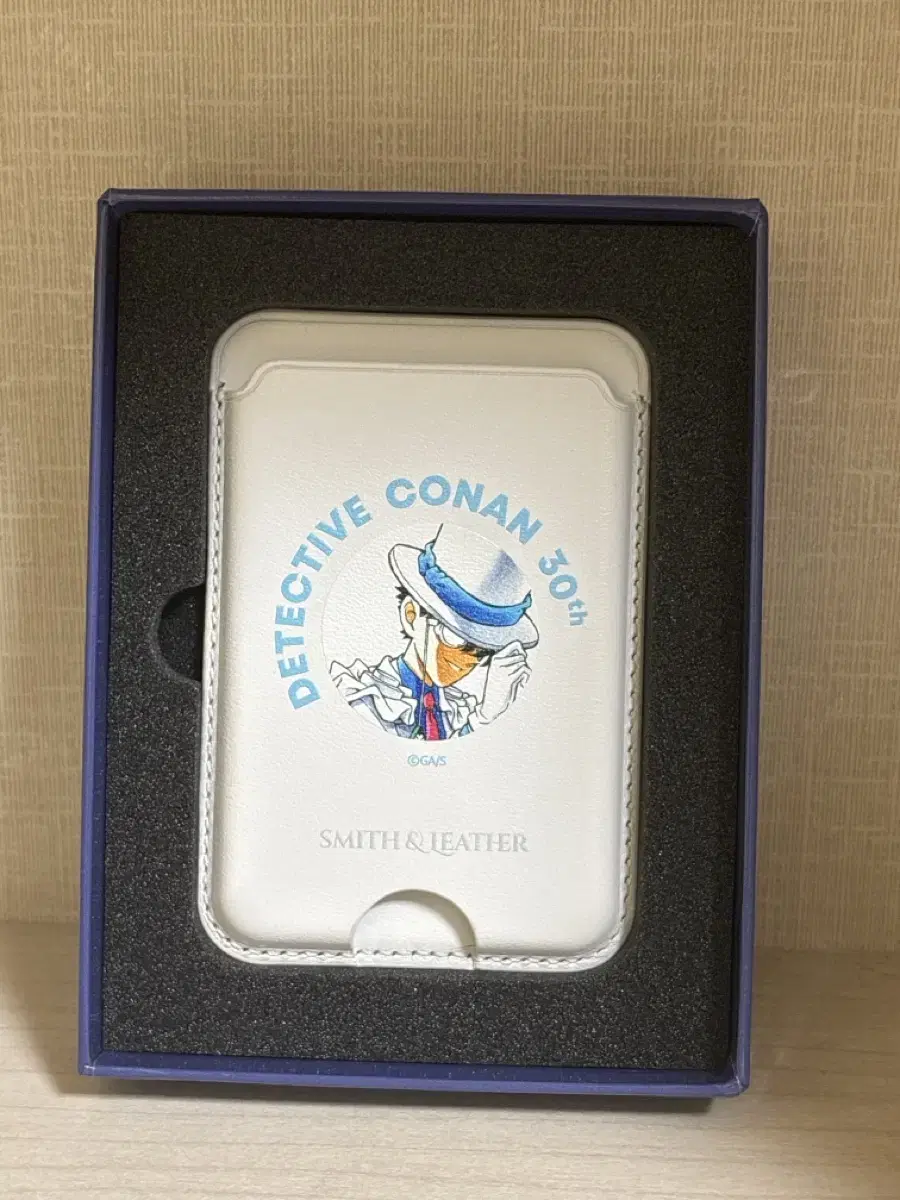 DETECTIVE CONAN 30th
©GA/S
SMITH & LEATHER